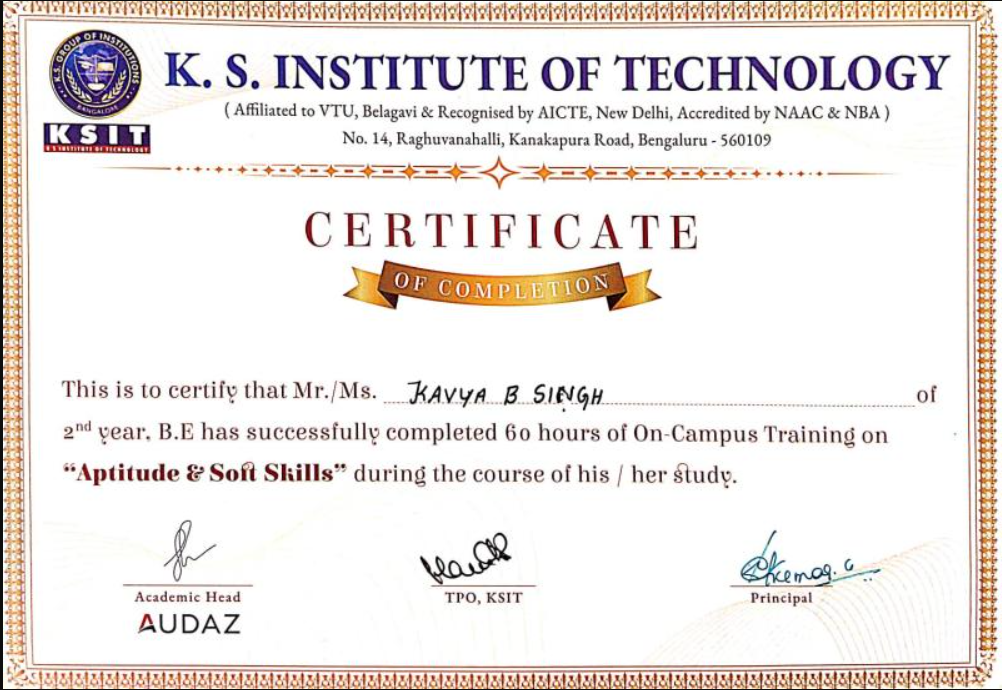 K. S. GROUP OF INSTITUTIONS
BANGALORE
KSIT
K S INSTITUTE OF TECHNOLOGY
K. S. INSTITUTE OF TECHNOLOGY
( Affiliated to VTU, Belagavi & Recognised by AICTE, New Delhi, Accredited by NAAC & NBA )
No. 14, Raghuvanahalli, Kanakapura Road, Bengaluru - 560109
CERTIFICATE
OF COMPLETION
This is to certify that Mr./Ms. KAVYA B SINGH of
2nd year, B.E has successfully completed 60 hours of On-Campus Training on
“Aptitude & Soft Skills” during the course of his / her study.
Academic Head
AUDAZ
TPO, KSIT
Principal